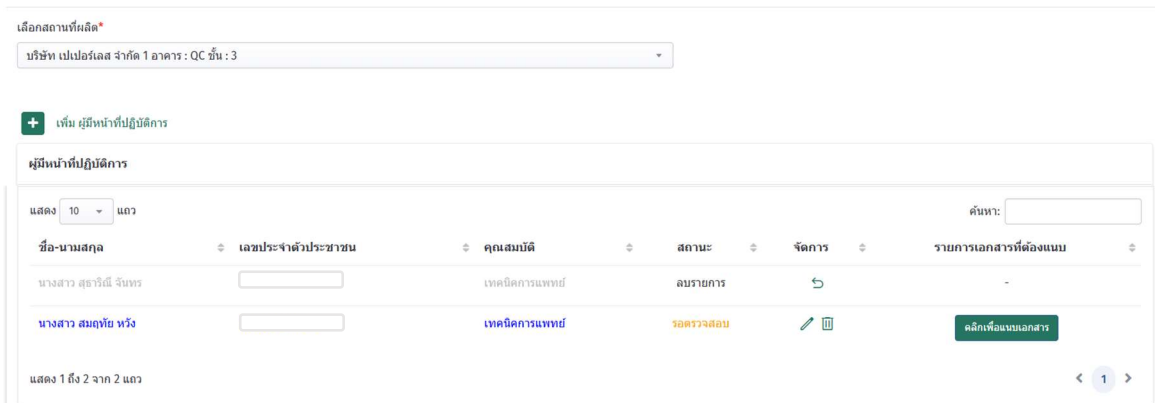 เลือกสถานที่ผลิต*
บริษัท เปเปอร์เลส จำกัด 1 อาคาร : QC ชั้น : 3
+ เพิ่ม ผู้มีหน้าที่ปฏิบัติการ
ผู้มีหน้าที่ปฏิบัติการ
แสดง 10 แถว ค้นหา:
ชื่อ-นามสกุล เลขประจำตัวประชาชน คุณสมบัติ สถานะ จัดการ รายการเอกสารที่ต้องแนบ
นางสาว สุธาริณี จันทร เทคนิคการแพทย์ ลบรายการ -
นางสาว สมฤทัย หวัง เทคนิคการแพทย์ รอตรวจสอบ คลิกเพื่อแนบเอกสาร
แสดง 1 ถึง 2 จาก 2 แถว < 1 >